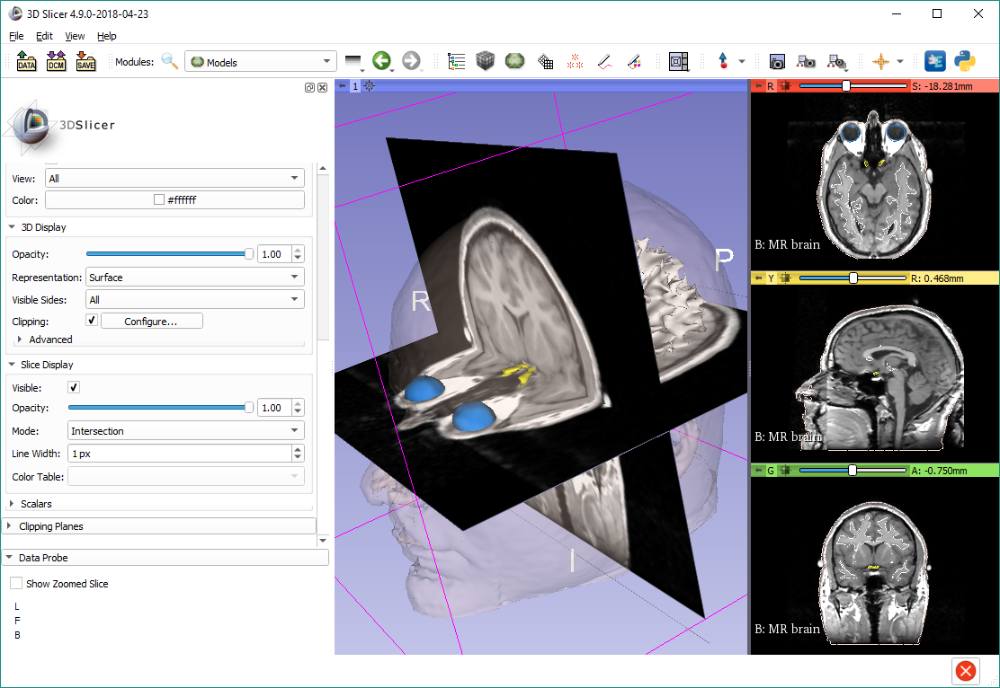 3D Slicer 4.9.0-2018-04-23
File Edit View Help
DATA DCM SAVE Modules: Models
3DSlicer
View: All
Color: #ffffff
3D Display
Opacity: 1.00
Representation: Surface
Visible Sides: All
Clipping: Configure...
Advanced
Slice Display
Visible:
Opacity: 1.00
Mode: Intersection
Line Width: 1 px
Color Table:
Scalars
Clipping Planes
Data Probe
Show Zoomed Slice
L
F
B
1
R
P
I
R S: -18.281mm
B: MR brain
Y R: 0.468mm
B: MR brain
G A: -0.750mm
B: MR brain